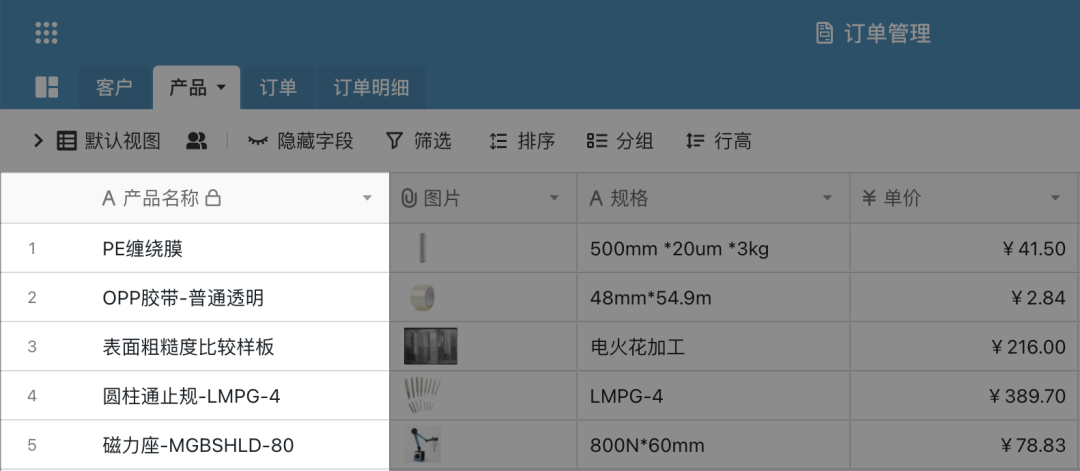 订单管理
客户 产品 订单 订单明细
默认视图 隐藏字段 筛选 排序 分组 行高
A 产品名称 图片 A 规格 ¥ 单价
1 PE缠绕膜 500mm *20um *3kg ¥41.50
2 OPP胶带-普通透明 48mm*54.9m ¥2.84
3 表面粗糙度比较样板 电火花加工 ¥216.00
4 圆柱通止规-LMPG-4 LMPG-4 ¥389.70
5 磁力座-MGBSHLD-80 800N*60mm ¥78.83